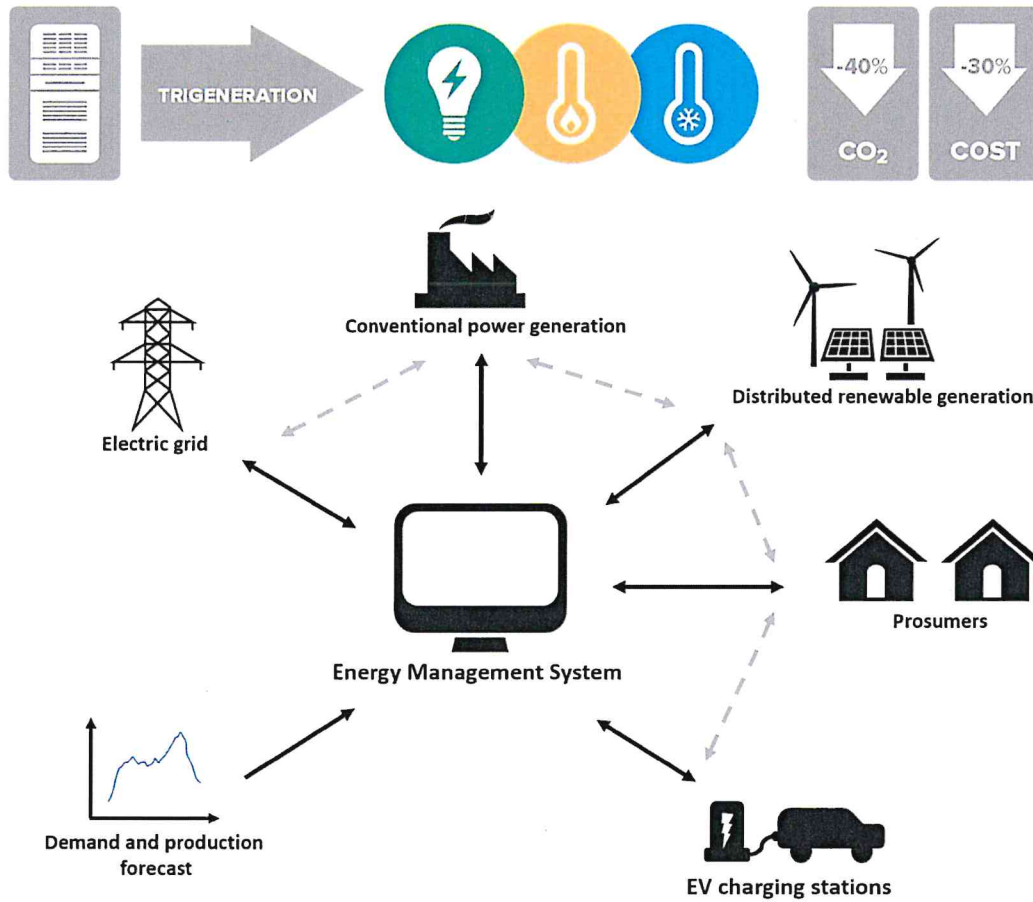 TRIGENERATION
-40%
CO₂
-30%
COST
Conventional power generation
Electric grid
Distributed renewable generation
Prosumers
Energy Management System
Demand and production
forecast
EV charging stations